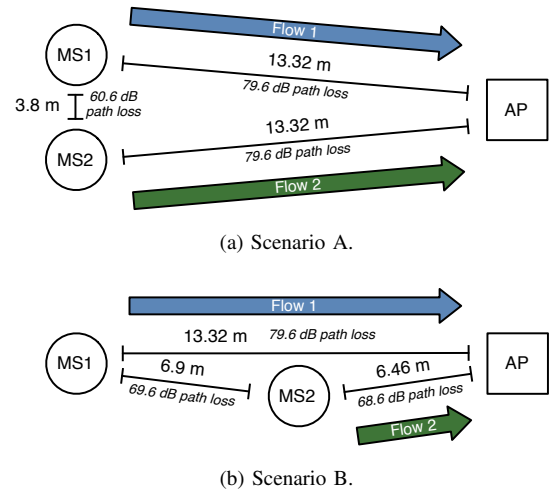 Flow 1
MS1
13.32 m
79.6 dB path loss
3.8 m
60.6 dB
path loss
AP
13.32 m
79.6 dB path loss
MS2
Flow 2
(a) Scenario A.
Flow 1
13.32 m 79.6 dB path loss
MS1
AP
6.9 m
69.6 dB path loss
MS2
6.46 m
68.6 dB path loss
Flow 2
(b) Scenario B.